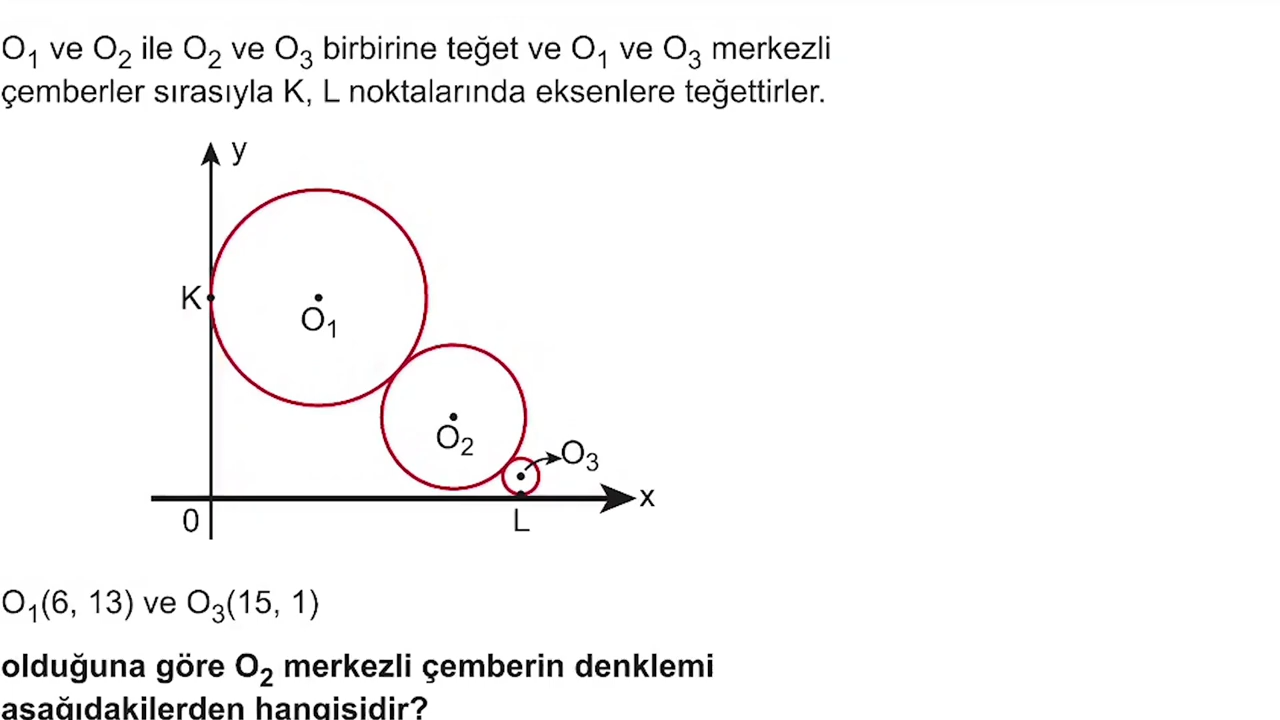 O₁ ve O₂ ile O₂ ve O₃ birbirine teğet ve O₁ ve O₃ merkezli
çemberler sırasıyla K, L noktalarında eksenlere teğettirler.
y
K
O₁
O₂
O₃
x
0
L
O₁(6, 13) ve O₃(15, 1)
olduğuna göre O₂ merkezli çemberin denklemi
aşağıdakilerden hangisidir?